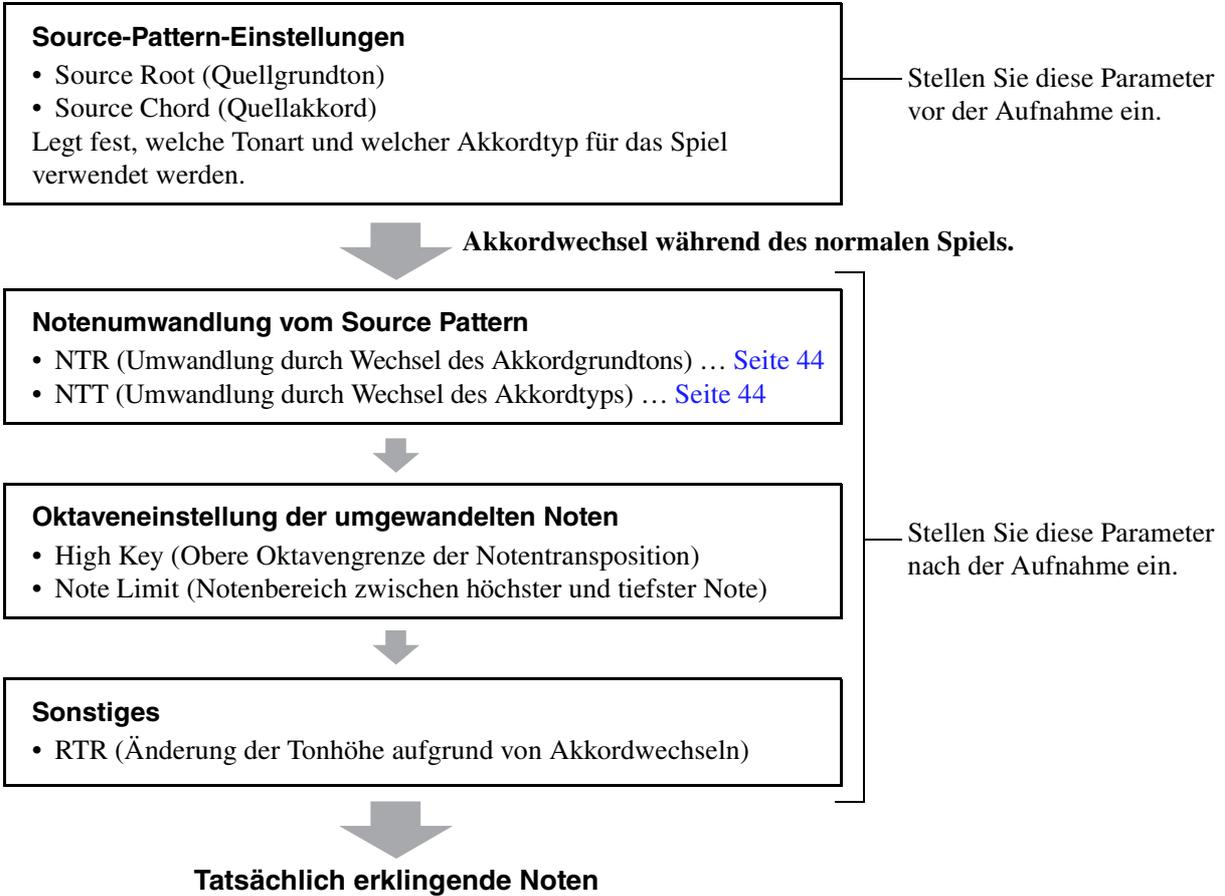 Source-Pattern-Einstellungen
• Source Root (Quellgrundton)
• Source Chord (Quellakkord)
Legt fest, welche Tonart und welcher Akkordtyp für das Spiel
verwendet werden.
Stellen Sie diese Parameter
vor der Aufnahme ein.
Akkordwechsel während des normalen Spiels.
Notenumwandlung vom Source Pattern
• NTR (Umwandlung durch Wechsel des Akkordgrundtons) … Seite 44
• NTT (Umwandlung durch Wechsel des Akkordtyps) … Seite 44
Oktaveneinstellung der umgewandelten Noten
• High Key (Obere Oktavengrenze der Notentransposition)
• Note Limit (Notenbereich zwischen höchster und tiefster Note)
Stellen Sie diese Parameter
nach der Aufnahme ein.
Sonstiges
• RTR (Änderung der Tonhöhe aufgrund von Akkordwechseln)
Tatsächlich erklingende Noten